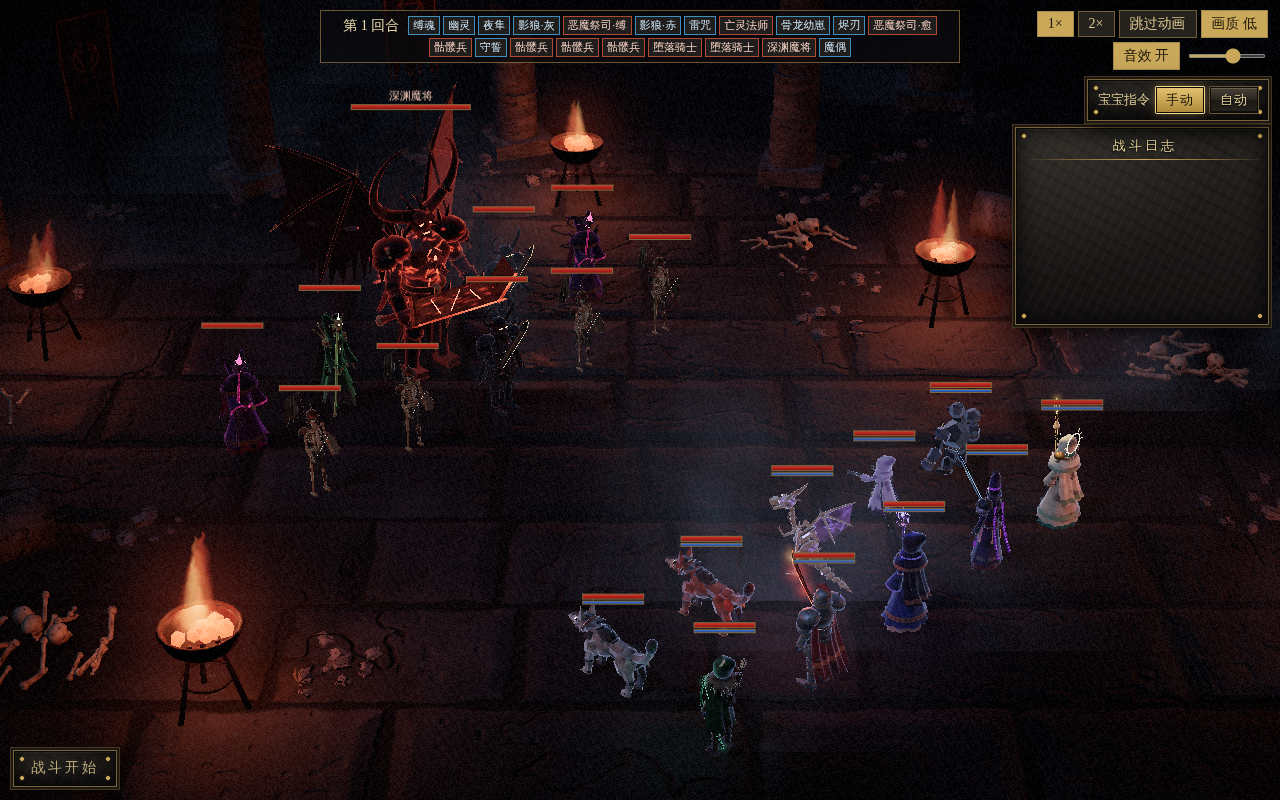 第 1 回合 缚魂 幽灵 夜隼 影狼·灰 恶魔祭司·缚 影狼·赤 雷咒 亡灵法师 骨龙幼崽 烬刃 恶魔祭司·愈
骷髅兵 守誓 骷髅兵 骷髅兵 骷髅兵 堕落骑士 堕落骑士 深渊魔将 魔偶
1× 2× 跳过动画 画质 低
音效 开
宝宝指令 手动 自动
战斗日志
深渊魔将
战斗开始